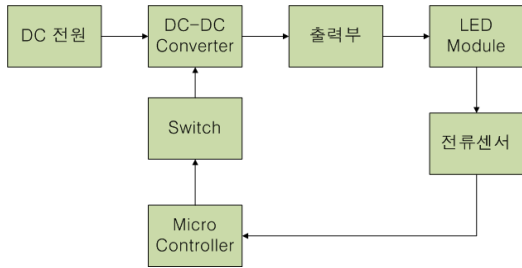 DC 전원
DC-DC
Converter
출력부
LED
Module
Switch
전류센서
Micro
Controller